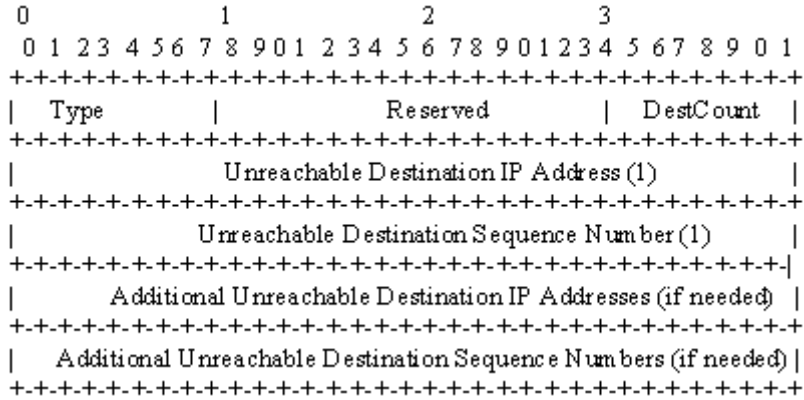 0 1 2 3
0 1 2 3 4 5 6 7 8 9 0 1 2 3 4 5 6 7 8 9 0 1 2 3 4 5 6 7 8 9 0 1
+-+-+-+-+-+-+-+-+-+-+-+-+-+-+-+-+-+-+-+-+-+-+-+-+-+-+-+-+-+-+-+-+
| Type | Reserved | DestCount |
+-+-+-+-+-+-+-+-+-+-+-+-+-+-+-+-+-+-+-+-+-+-+-+-+-+-+-+-+-+-+-+-+
| Unreachable Destination IP Address (1) |
+-+-+-+-+-+-+-+-+-+-+-+-+-+-+-+-+-+-+-+-+-+-+-+-+-+-+-+-+-+-+-+-+
| Unreachable Destination Sequence Number (1) |
+-+-+-+-+-+-+-+-+-+-+-+-+-+-+-+-+-+-+-+-+-+-+-+-+-+-+-+-+-+-+-+-|
| Additional Unreachable Destination IP Addresses (if needed) |
+-+-+-+-+-+-+-+-+-+-+-+-+-+-+-+-+-+-+-+-+-+-+-+-+-+-+-+-+-+-+-+-+
| Additional Unreachable Destination Sequence Numbers (if needed) |
+-+-+-+-+-+-+-+-+-+-+-+-+-+-+-+-+-+-+-+-+-+-+-+-+-+-+-+-+-+-+-+-+